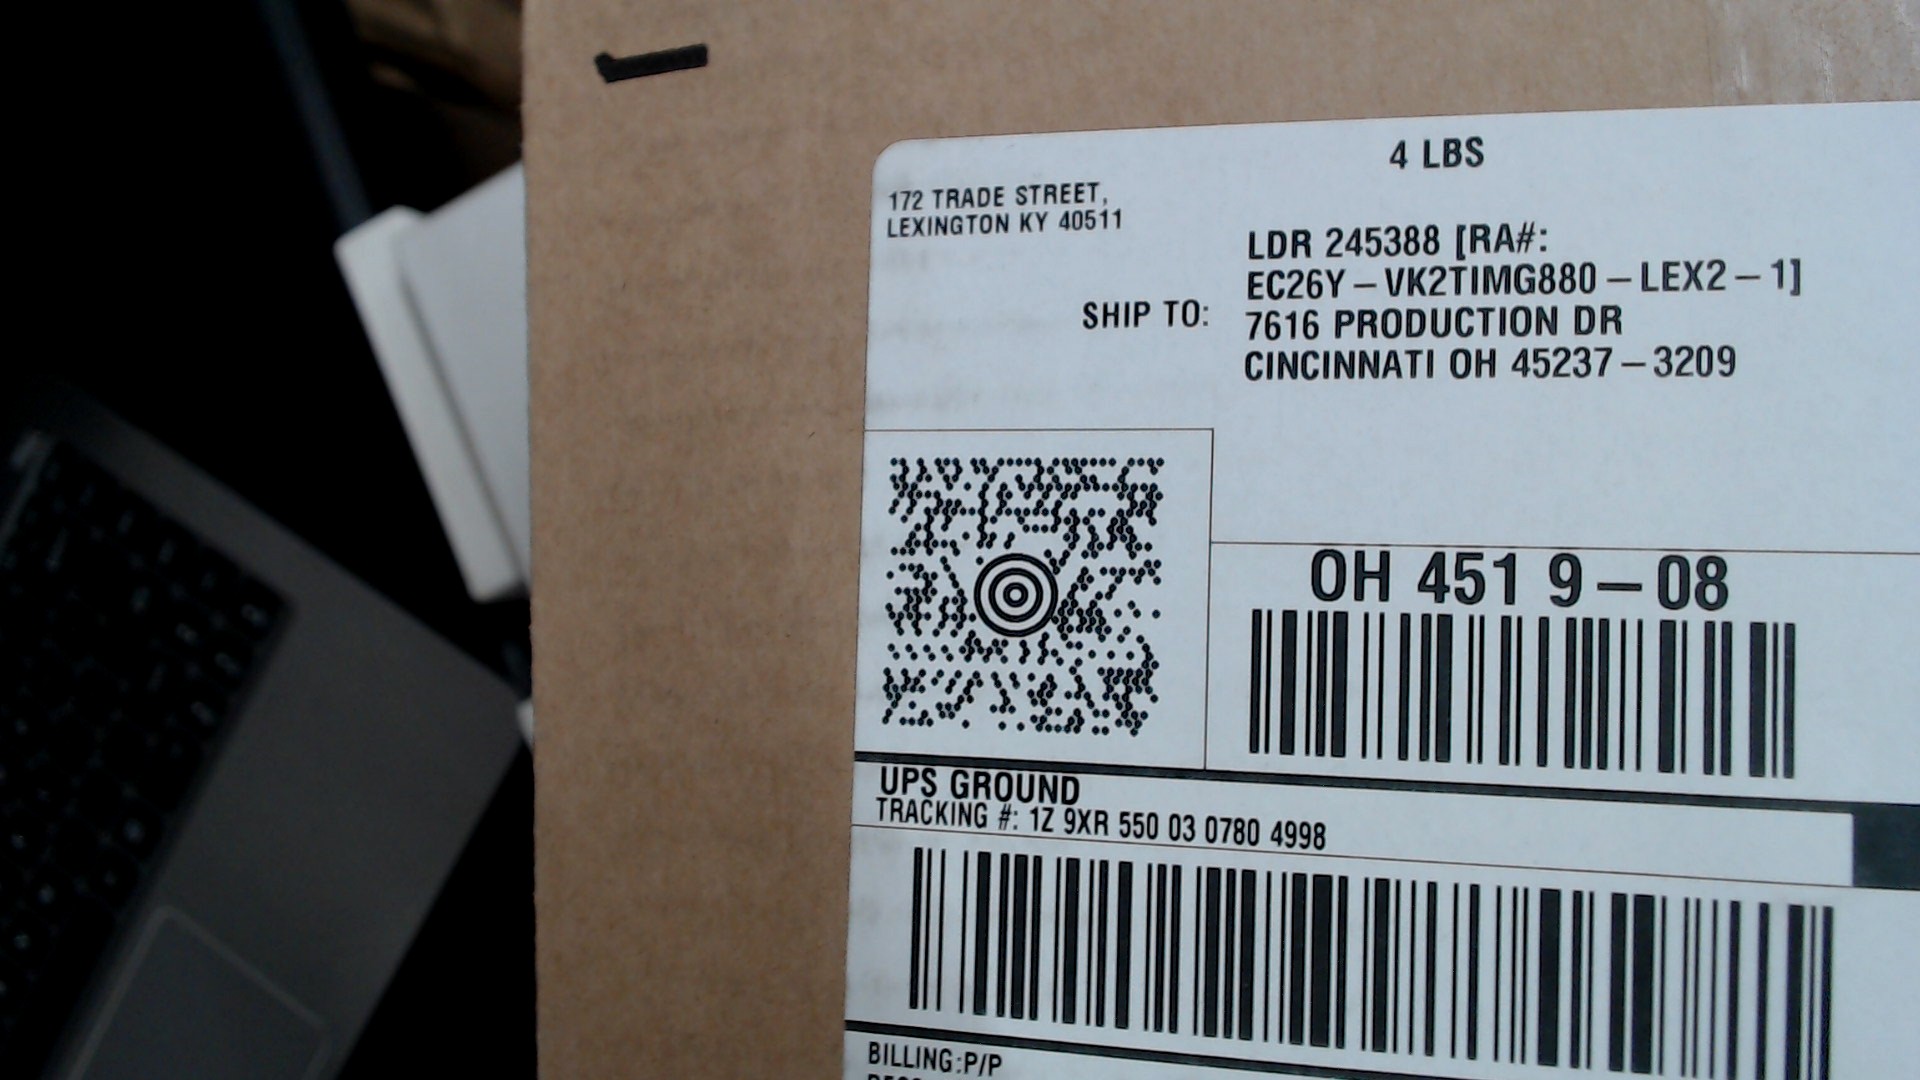 4 LBS
172 TRADE STREET,
LEXINGTON KY 40511
LDR 245388 [RA#:
EC26Y-VK2TIMG880-LEX2-1]
SHIP TO:
7616 PRODUCTION DR
CINCINNATI OH 45237-3209
OH 451 9-08
UPS GROUND
TRACKING #: 1Z 9XR 550 03 0780 4998
BILLING:P/P